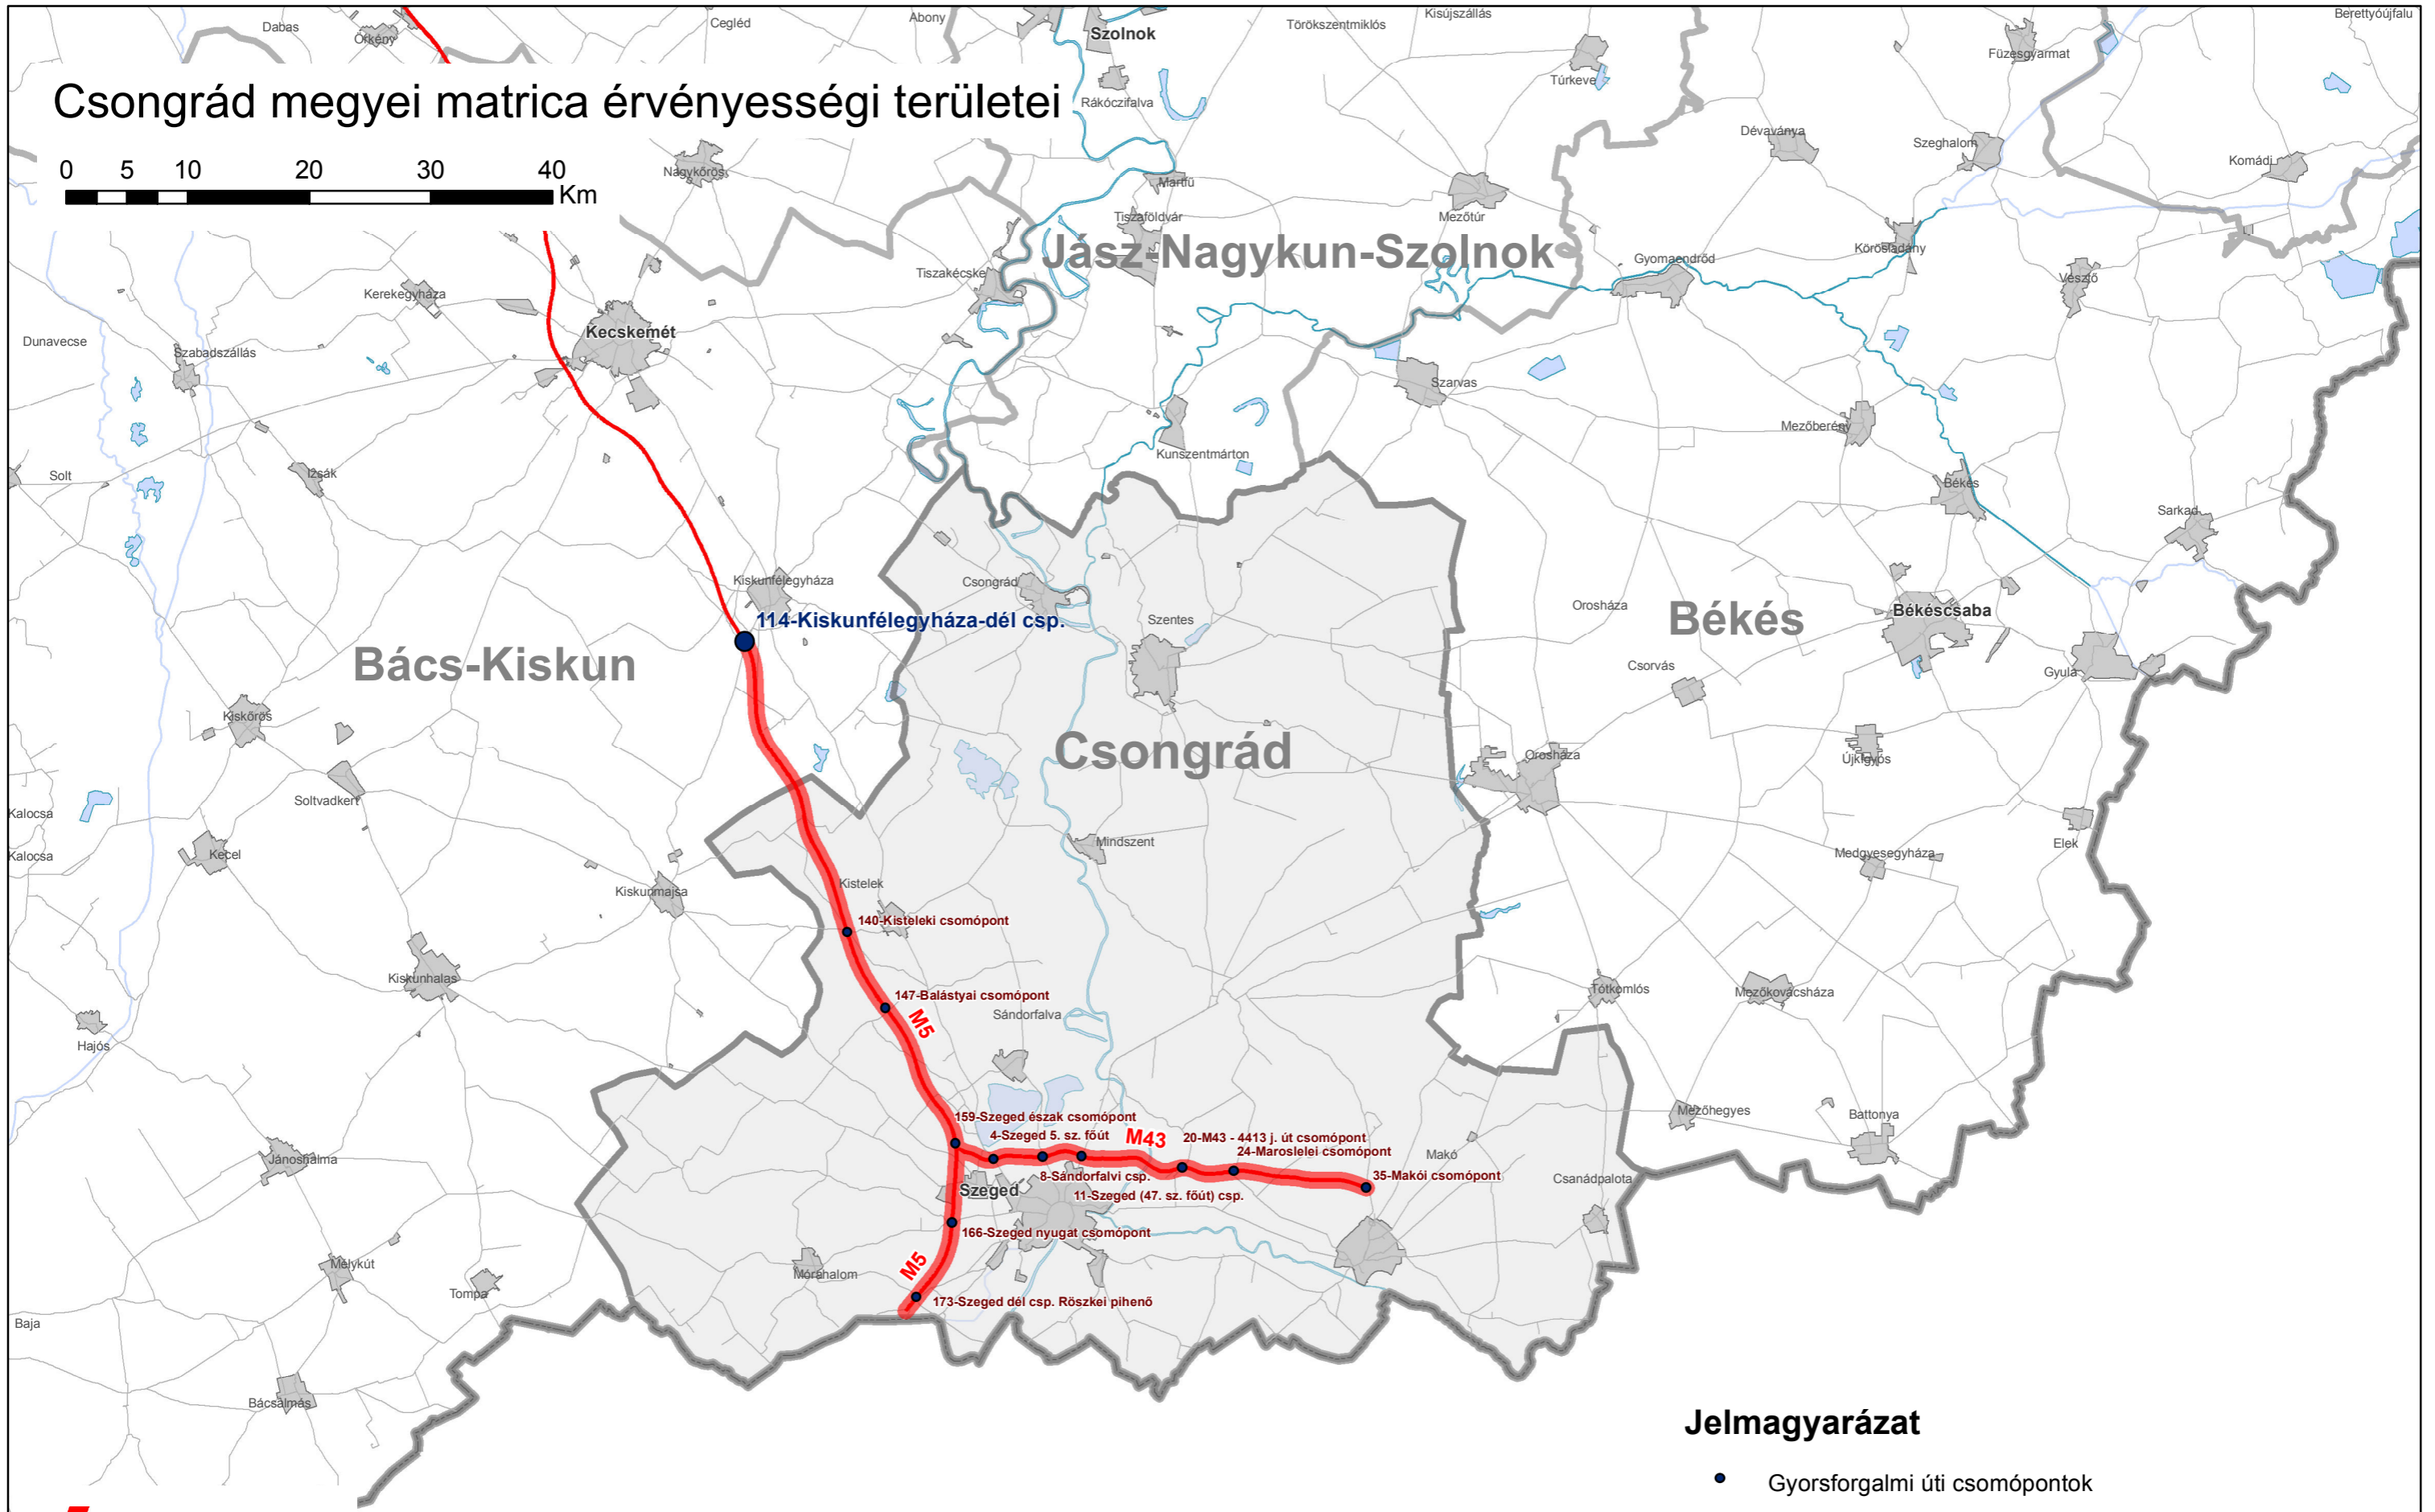 Dabas
Örkény
Cegléd
Abony
Szolnok
Törökszentmiklós
Kisújszállás
Berettyóújfalu
Füzesgyarmat
Túrkeve
Csongrád megyei matrica érvényességi területei
Rákóczifalva
0 5 10 20 30 40
Km
Nagykőrös
Dévaványa
Szeghalom
Komádi
Martfű
Tiszaföldvár
Mezőtúr
Jász-Nagykun-Szolnok
Körösladány
Gyomaendrőd
Vésztő
Tiszakécske
Kerekegyháza
Kecskemét
Dunavecse
Szabadszállás
Szarvas
Mezőberény
Kunszentmárton
Solt
Izsák
Békés
Sarkad
Kiskunfélegyháza
Csongrád
Orosháza
Békés
Békéscsaba
114-Kiskunfélegyháza-dél csp.
Szentes
Bács-Kiskun
Csorvás
Gyula
Kiskőrös
Csongrád
Orosháza
Újkígyós
Soltvadkert
Kalocsa
Mindszent
Elek
Kalocsa
Kecel
Medgyesegyháza
Kiskunmajsa
Kistelek
140-Kisteleki csomópont
Kiskunhalas
Tótkomlós
Mezőkovácsháza
147-Balástyai csomópont
M5
Sándorfalva
Hajós
Mezőhegyes
Battonya
159-Szeged észak csomópont
4-Szeged 5. sz. főút
M43
20-M43 - 4413 j. út csomópont
24-Maroslelei csomópont
Makó
Jánoshalma
8-Sándorfalvi csp.
35-Makói csomópont
Csanádpalota
Szeged
11-Szeged (47. sz. főút) csp.
166-Szeged nyugat csomópont
Mélykút
Mórahalom
M5
Tompa
173-Szeged dél csp. Röszkei pihenő
Baja
Bácsalmás
Jelmagyarázat
Gyorsforgalmi úti csomópontok